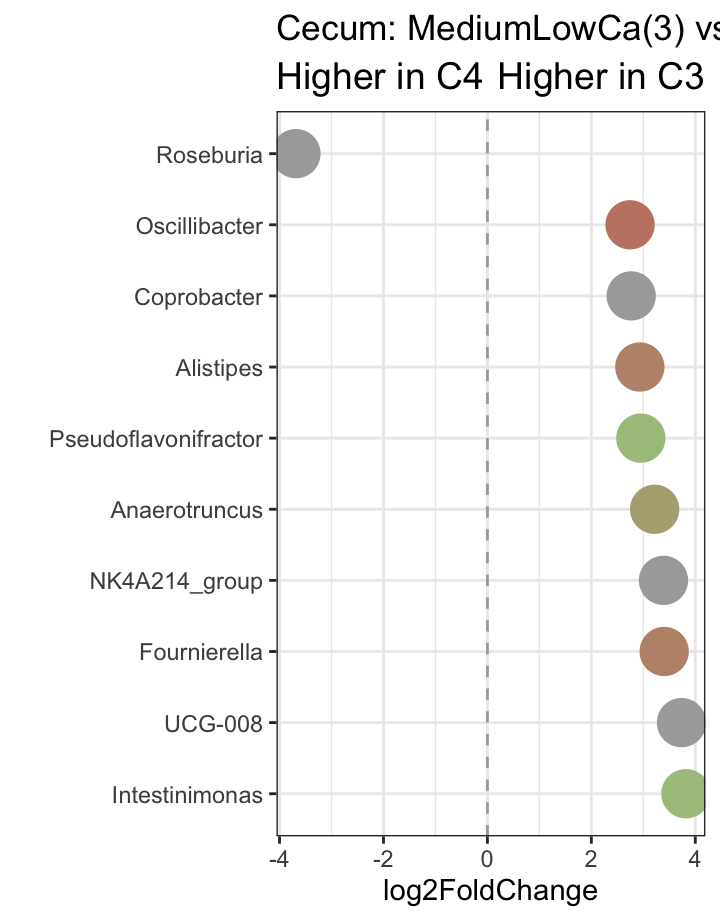 Cecum: MediumLowCa(3) vs
Higher in C4 Higher in C3
Roseburia
Oscillibacter
Coprobacter
Alistipes
Pseudoflavonifractor
Anaerotruncus
NK4A214_group
Fournierella
UCG-008
Intestinimonas
-4 -2 0 2 4
log2FoldChange